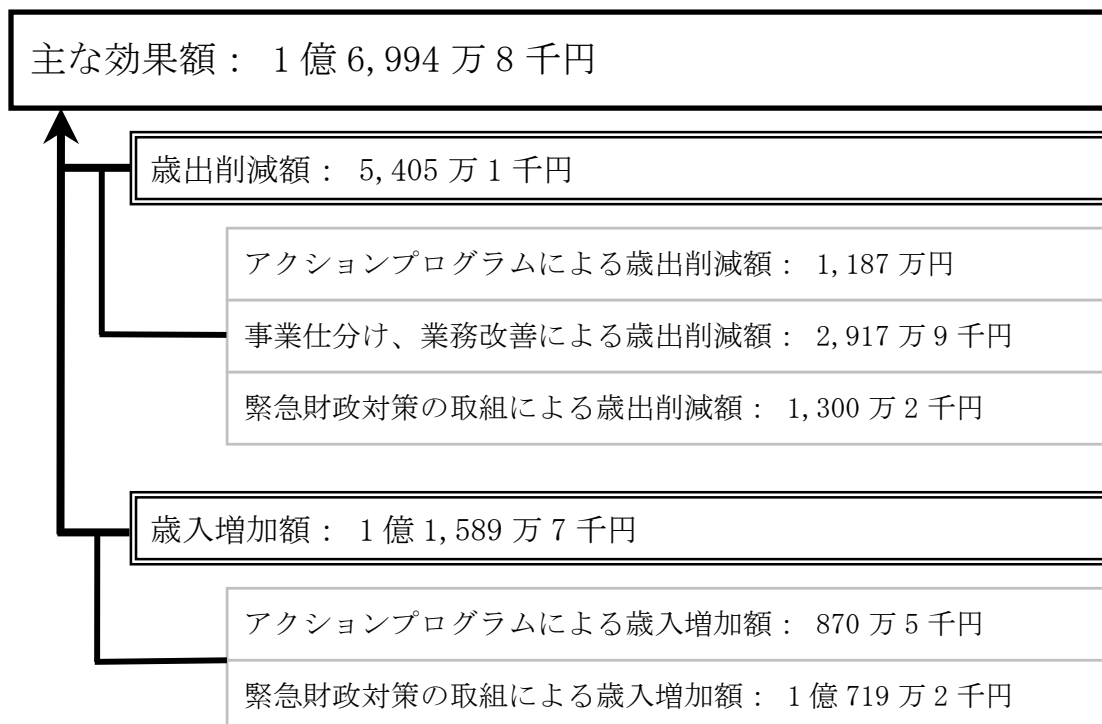 主な効果額： 1億6,994万8千円
歳出削減額： 5,405万1千円
アクションプログラムによる歳出削減額： 1,187万円
事業仕分け、業務改善による歳出削減額： 2,917万9千円
緊急財政対策の取組による歳出削減額： 1,300万2千円
歳入増加額： 1億1,589万7千円
アクションプログラムによる歳入増加額： 870万5千円
緊急財政対策の取組による歳入増加額： 1億719万2千円